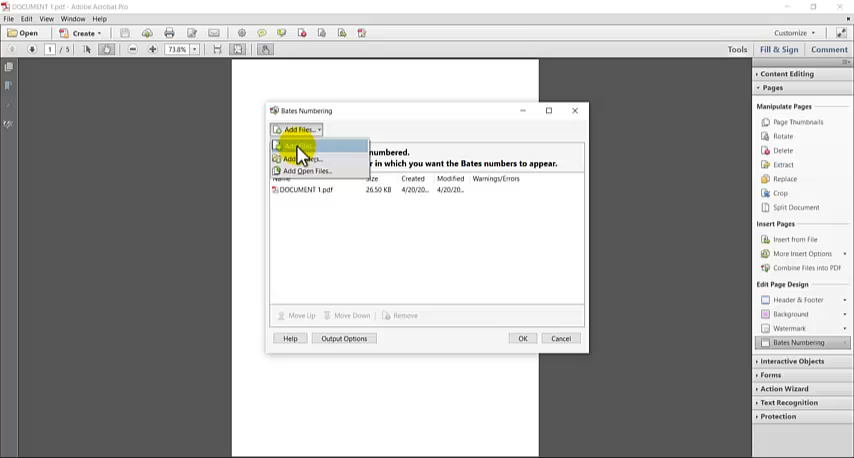 DOCUMENT 1.pdf - Adobe Acrobat Pro
File Edit View Window Help
Open Create Customize
1 / 5 73.8% Tools Fill & Sign Comment
Content Editing
Pages
Manipulate Pages
Page Thumbnails
Rotate
Delete
Extract
Replace
Crop
Split Document
Insert Pages
Insert from File
More Insert Options
Combine Files into PDF
Edit Page Design
Header & Footer
Background
Watermark
Bates Numbering
Interactive Objects
Forms
Action Wizard
Text Recognition
Protection
Bates Numbering
Add Files...
Add Files...
Add
Add Open Files...
numbered.
r in which you want the Bates numbers to appear.
Name Size Created Modified Warnings/Errors
DOCUMENT 1.pdf 26.50 KB 4/20/20... 4/20/20...
Move Up Move Down Remove
Help Output Options OK Cancel